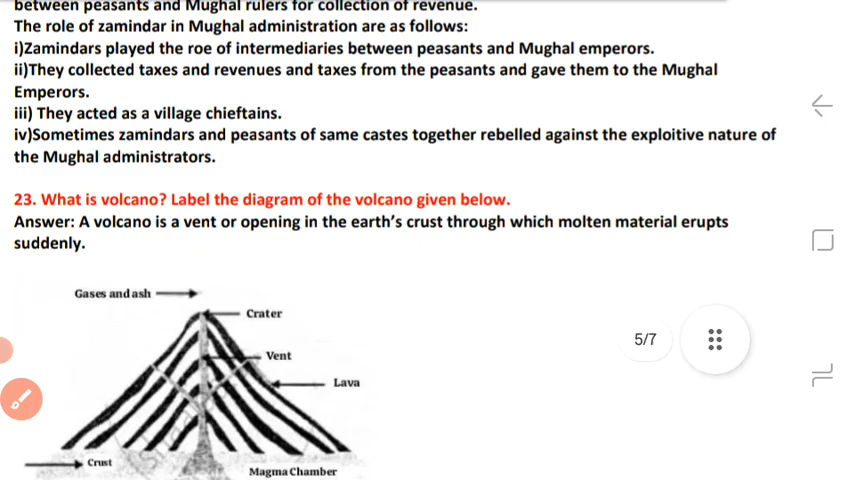 between peasants and Mughal rulers for collection of revenue.
The role of zamindar in Mughal administration are as follows:
i)Zamindars played the roe of intermediaries between peasants and Mughal emperors.
ii)They collected taxes and revenues and taxes from the peasants and gave them to the Mughal
Emperors.
iii) They acted as a village chieftains.
iv)Sometimes zamindars and peasants of same castes together rebelled against the exploitive nature of
the Mughal administrators.
23. What is volcano? Label the diagram of the volcano given below.
Answer: A volcano is a vent or opening in the earth’s crust through which molten material erupts
suddenly.
Gases and ash
Crater
Vent
Lava
Crust
Magma Chamber
5/7